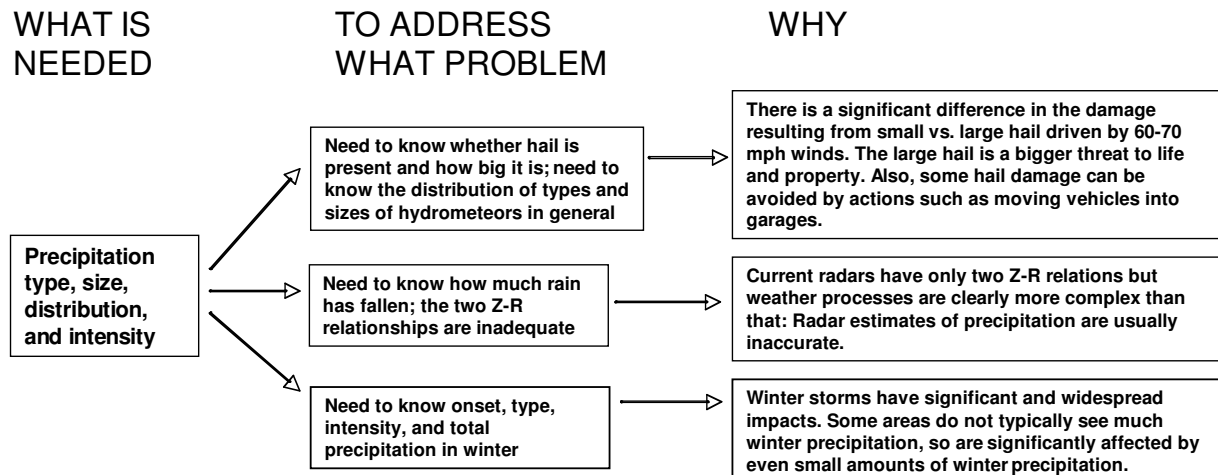 WHAT IS
NEEDED
TO ADDRESS
WHAT PROBLEM
WHY
Precipitation
type, size,
distribution,
and intensity
Need to know whether hail is
present and how big it is; need to
know the distribution of types and
sizes of hydrometeors in general
There is a significant difference in the damage
resulting from small vs. large hail driven by 60-70
mph winds. The large hail is a bigger threat to life
and property. Also, some hail damage can be
avoided by actions such as moving vehicles into
garages.
Need to know how much rain
has fallen; the two Z-R
relationships are inadequate
Current radars have only two Z-R relations but
weather processes are clearly more complex than
that: Radar estimates of precipitation are usually
inaccurate.
Need to know onset, type,
intensity, and total
precipitation in winter
Winter storms have significant and widespread
impacts. Some areas do not typically see much
winter precipitation, so are significantly affected by
even small amounts of winter precipitation.